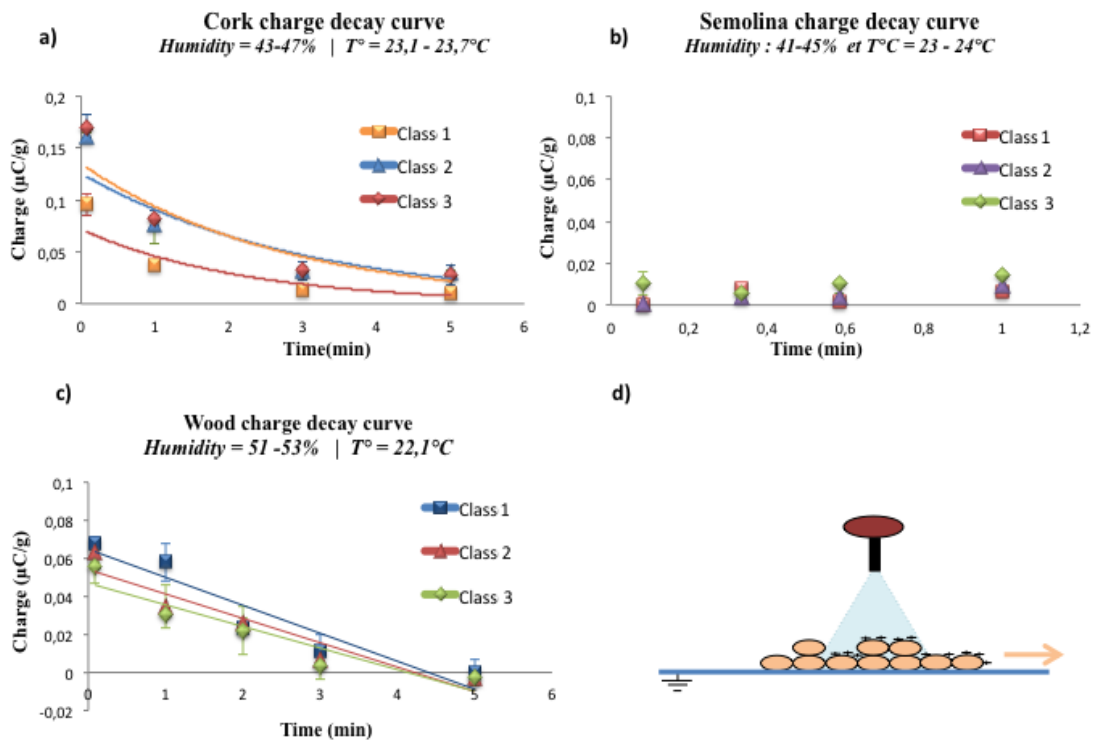 a)
Cork charge decay curve
Humidity = 43-47% | T° = 23,1 - 23,7°C
Charge (µC/g)
0,2
0,15
0,1
0,05
0
0 1 2 3 4 5 6
Time(min)
Class 1
Class 2
Class 3
b)
Semolina charge decay curve
Humidity : 41-45% et T°C = 23 - 24°C
Charge (µC/g)
0,1
0,08
0,06
0,04
0,02
0
0 0,2 0,4 0,6 0,8 1 1,2
Time (min)
Class 1
Class 2
Class 3
c)
Wood charge decay curve
Humidity = 51 -53% | T° = 22,1°C
Charge (µC/g)
0,1
0,08
0,06
0,04
0,02
0
-0,02
0 1 2 3 4 5 6
Time (min)
Class 1
Class 2
Class 3
d)